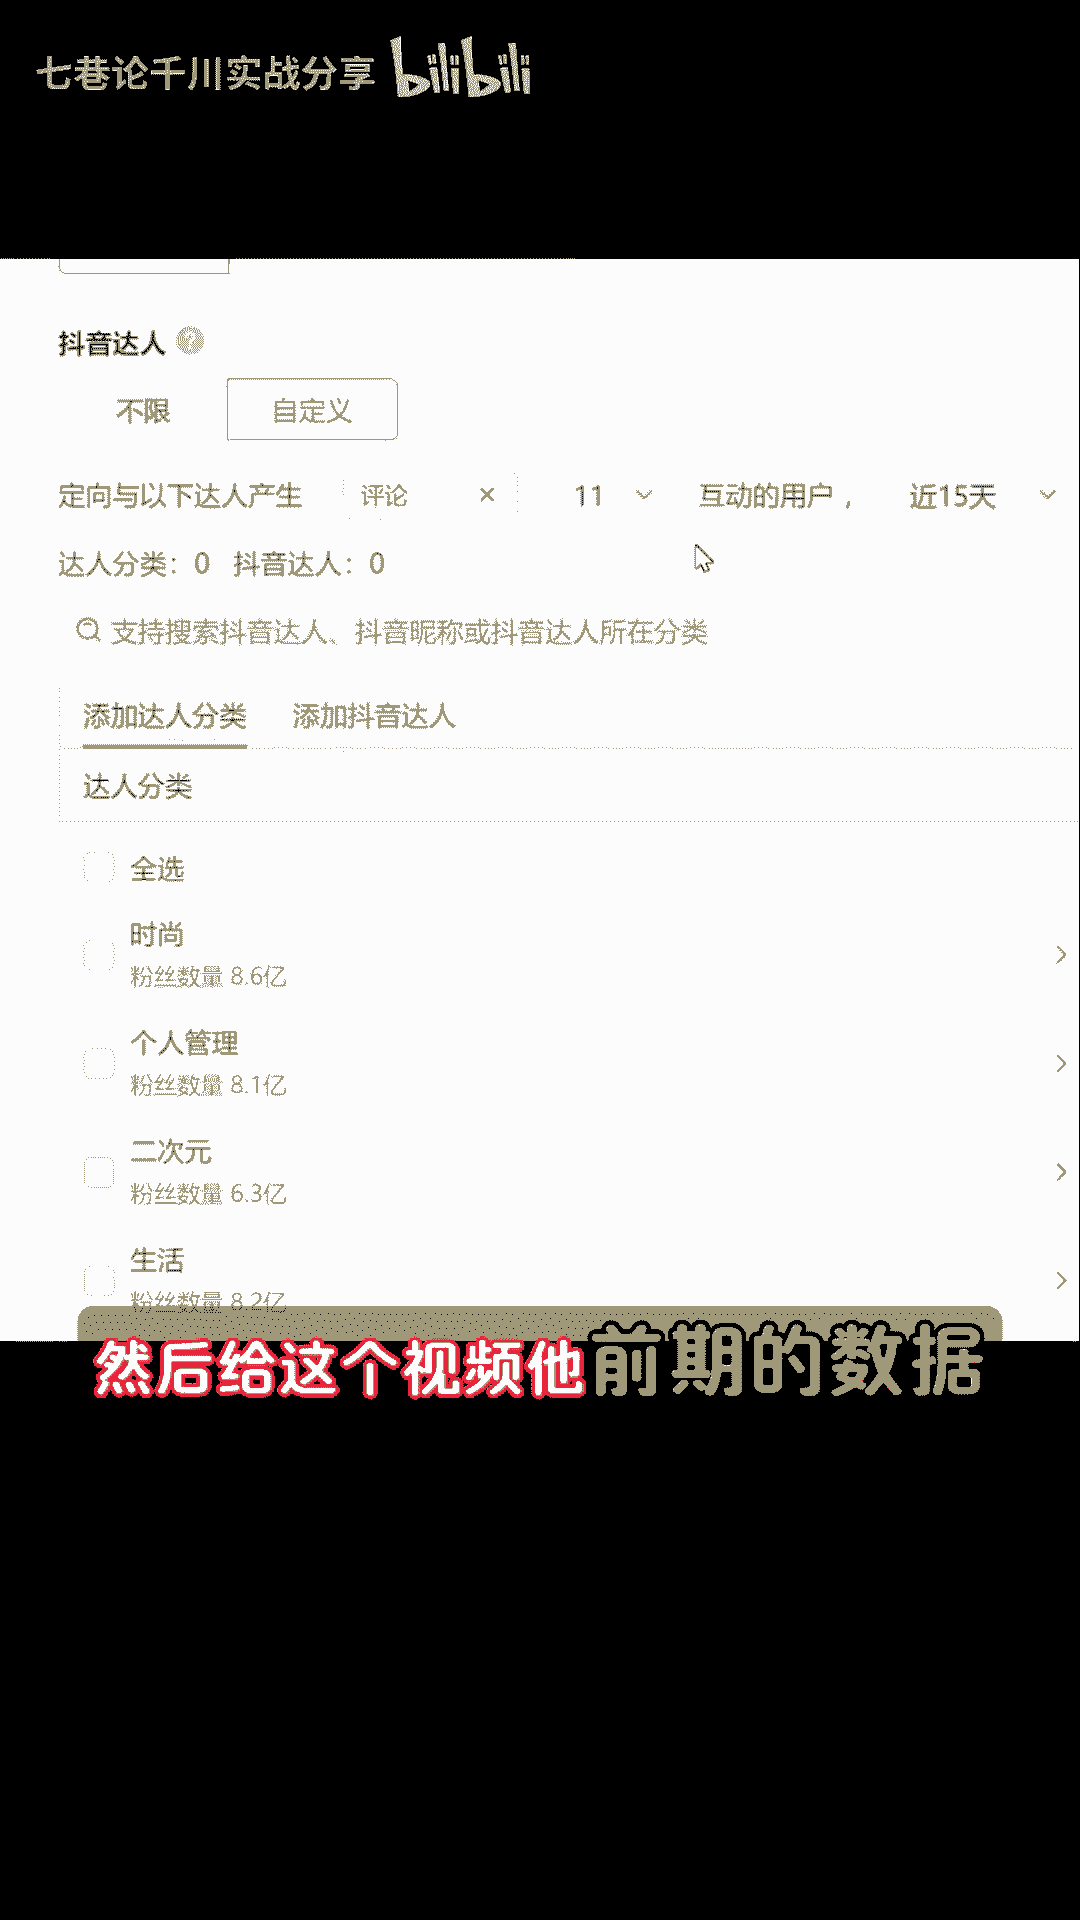 七巷论千川实战分享 bilibili
抖音达人 ?
不限 自定义
定向与以下达人产生 评论 × 11 互动的用户， 近15天
达人分类：0 抖音达人：0
支持搜索抖音达人、抖音昵称或抖音达人所在分类
添加达人分类 添加抖音达人
达人分类
全选
时尚
粉丝数量 8.6亿
个人管理
粉丝数量 8.1亿
二次元
粉丝数量 6.3亿
生活
粉丝数量 8.2亿
然后给这个视频他前期的数据